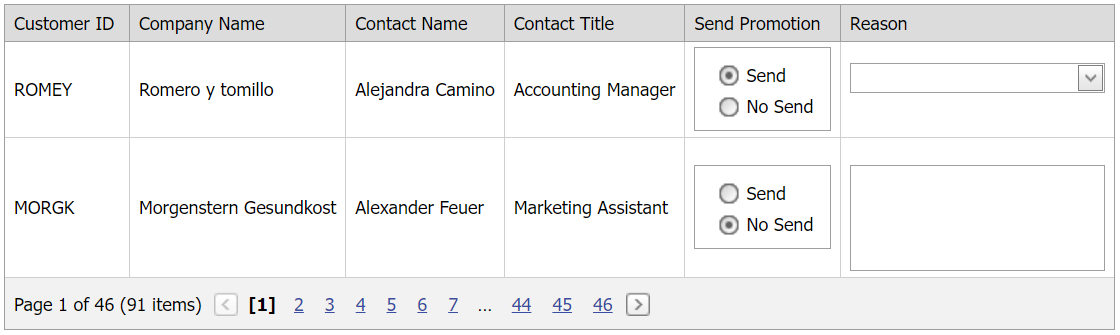 Customer ID Company Name Contact Name Contact Title Send Promotion Reason
Send
ROMEY Romero y tomillo Alejandra Camino Accounting Manager
No Send
Send
MORGK Morgenstern Gesundkost Alexander Feuer Marketing Assistant
No Send
Page 1 of 46 (91 items) [1] 2 3 4 5 6 7 ... 44 45 46